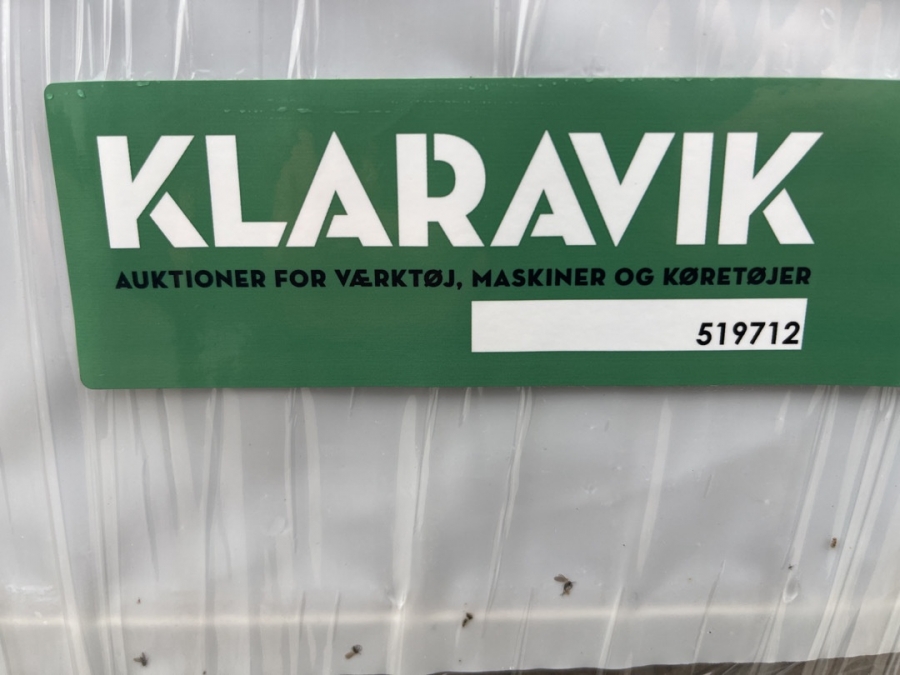 KLARAVIK
AUKTIONER FOR VÆRKTØJ, MASKINER OG KØRETØJER
519712